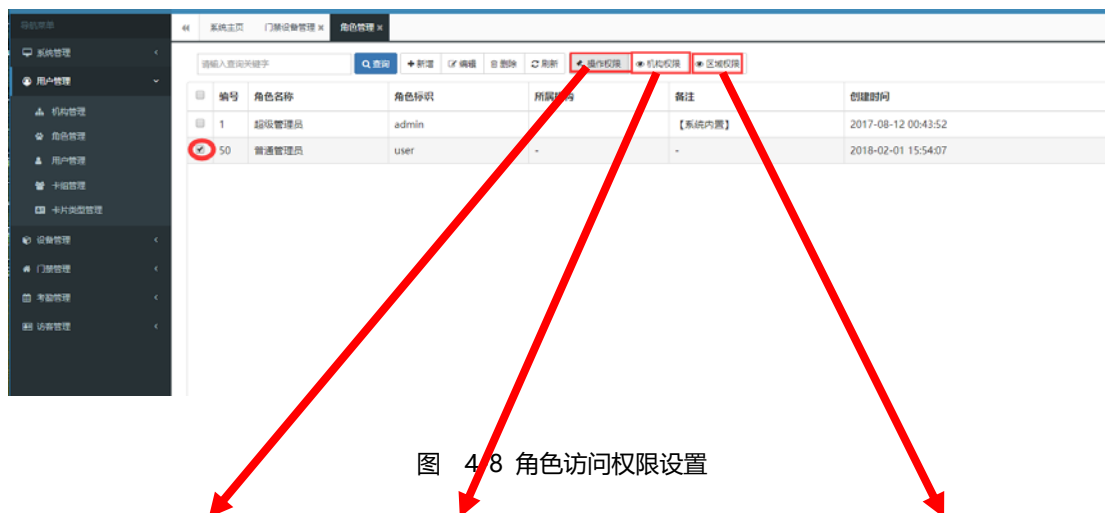 导航菜单
系统主页 门禁设备管理 × 角色管理 ×
系统管理
用户管理
机构管理
角色管理
用户管理
卡组管理
卡片类型管理
设备管理
门禁管理
考勤管理
访客管理
请输入查询关键字 查询 新增 编辑 删除 刷新 操作权限 机构权限 区域权限
编号 角色名称 角色标识 所属机构 备注 创建时间
1 超级管理员 admin 【系统内置】 2017-08-12 00:43:52
50 普通管理员 user - - 2018-02-01 15:54:07
图 4 8 角色访问权限设置